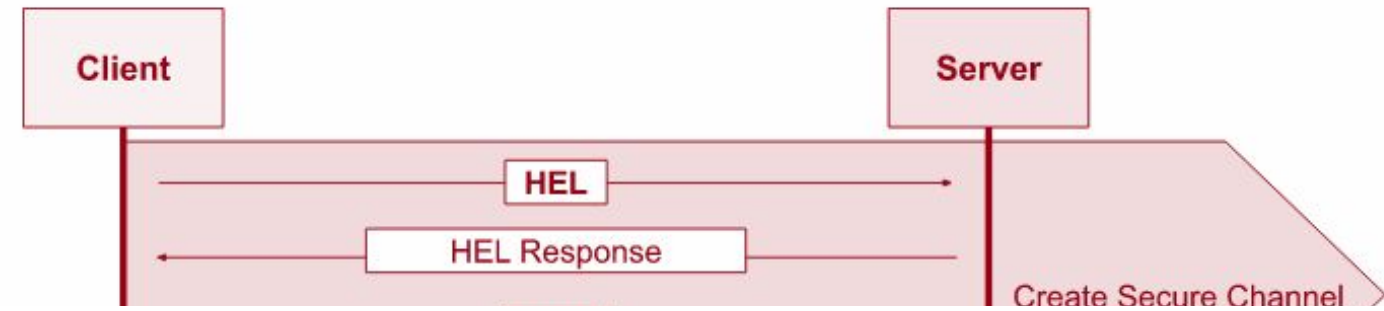 Client
Server
HEL
HEL Response
Create Secure Channel